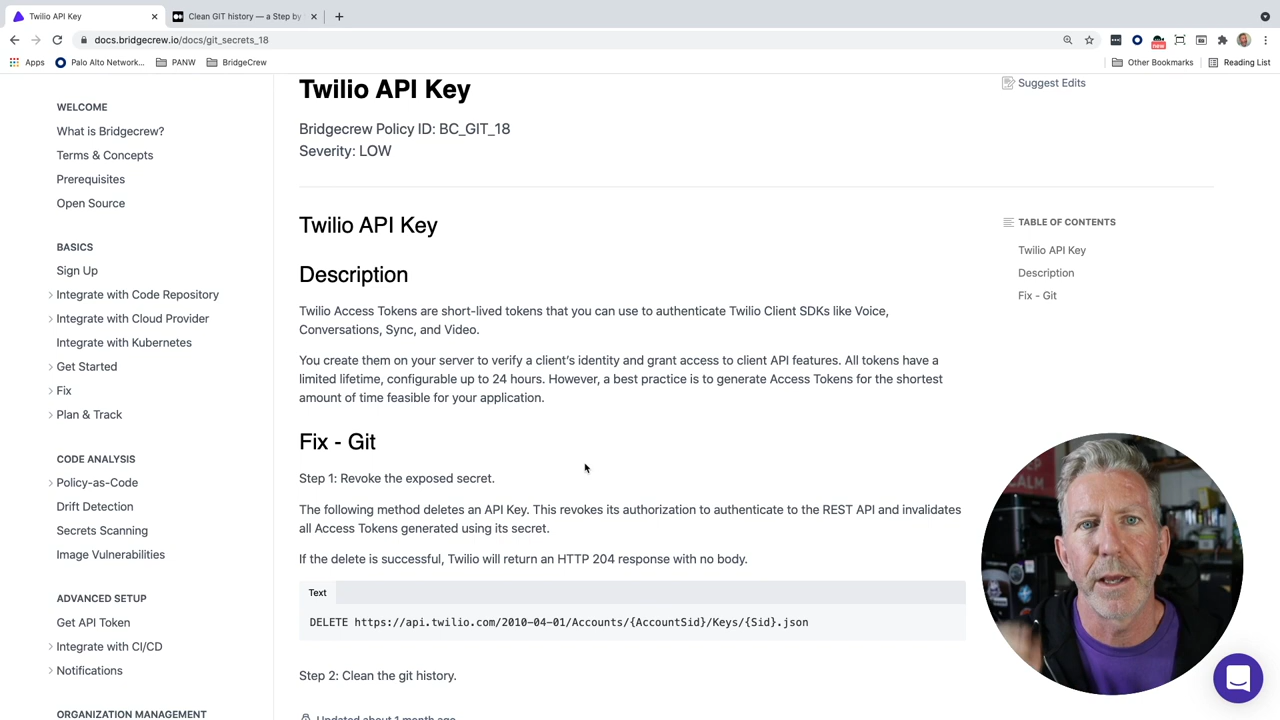 Twilio API Key
Clean GIT history — a Step by
docs.bridgecrew.io/docs/git_secrets_18
new
Apps
Palo Alto Network...
PANW
BridgeCrew
Other Bookmarks
Reading List
WELCOME
What is Bridgecrew?
Terms & Concepts
Prerequisites
Open Source
BASICS
Sign Up
Integrate with Code Repository
Integrate with Cloud Provider
Integrate with Kubernetes
Get Started
Fix
Plan & Track
CODE ANALYSIS
Policy-as-Code
Drift Detection
Secrets Scanning
Image Vulnerabilities
ADVANCED SETUP
Get API Token
Integrate with CI/CD
Notifications
ORGANIZATION MANAGEMENT
Twilio API Key
Bridgecrew Policy ID: BC_GIT_18
Severity: LOW
Twilio API Key
Description
Twilio Access Tokens are short-lived tokens that you can use to authenticate Twilio Client SDKs like Voice,
Conversations, Sync, and Video.
You create them on your server to verify a client's identity and grant access to client API features. All tokens have a
limited lifetime, configurable up to 24 hours. However, a best practice is to generate Access Tokens for the shortest
amount of time feasible for your application.
Fix - Git
Step 1: Revoke the exposed secret.
The following method deletes an API Key. This revokes its authorization to authenticate to the REST API and invalidates
all Access Tokens generated using its secret.
If the delete is successful, Twilio will return an HTTP 204 response with no body.
Text
DELETE https://api.twilio.com/2010-04-01/Accounts/{AccountSid}/Keys/{Sid}.json
Step 2: Clean the git history.
Updated about 1 month ago
Suggest Edits
TABLE OF CONTENTS
Twilio API Key
Description
Fix - Git